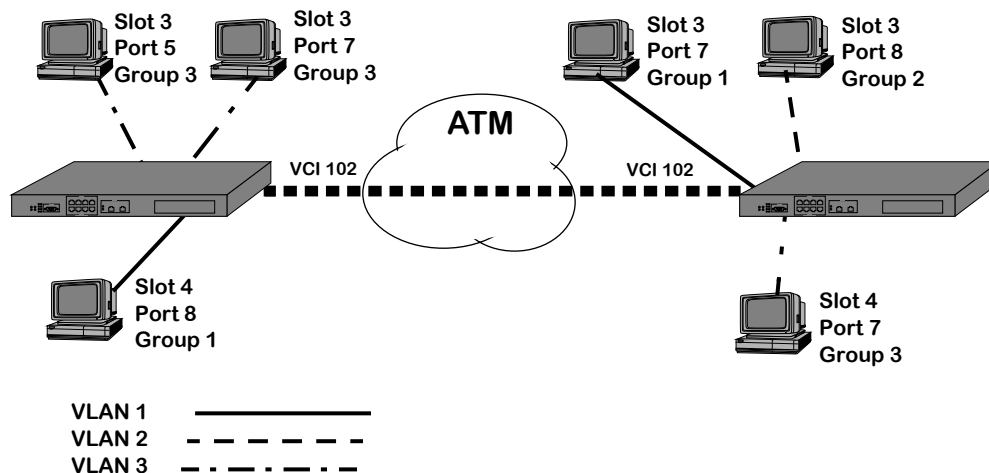 Slot 3
Port 5
Group 3
Slot 3
Port 7
Group 3
Slot 3
Port 7
Group 1
Slot 3
Port 8
Group 2
ATM
VCI 102
VCI 102
Slot 4
Port 8
Group 1
Slot 4
Port 7
Group 3
VLAN 1
VLAN 2
VLAN 3